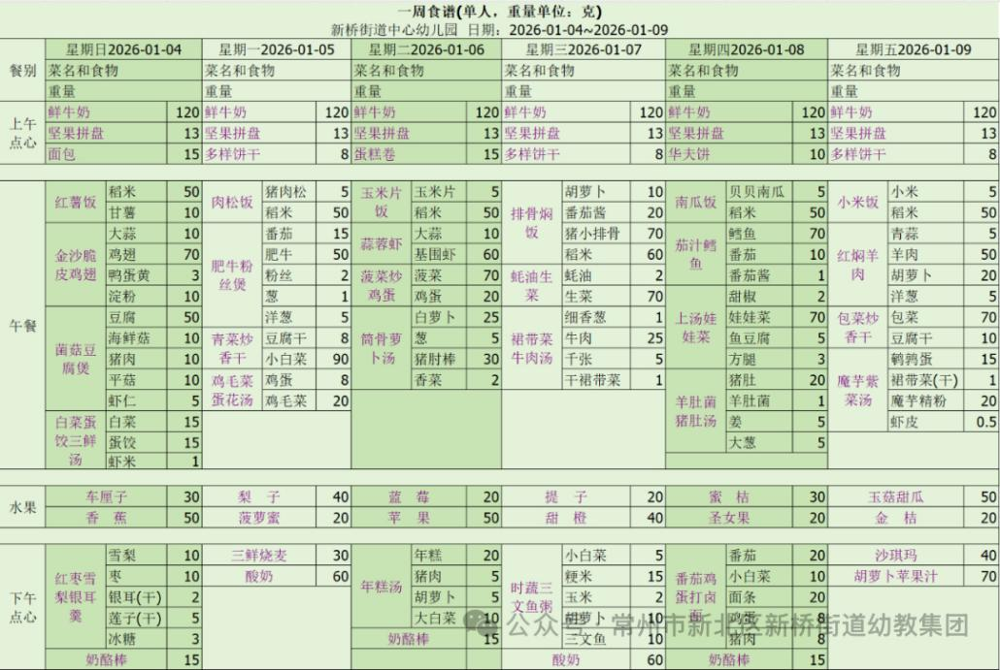 一周食谱(单人，重量单位：克)
新桥街道中心幼儿园 日期：2026-01-04~2026-01-09
餐别 星期日2026-01-04 星期一2026-01-05 星期二2026-01-06 星期三2026-01-07 星期四2026-01-08 星期五2026-01-09
菜名和食物 菜名和食物 菜名和食物 菜名和食物 菜名和食物 菜名和食物
重量 重量 重量 重量 重量 重量
上午点心
鲜牛奶 120 鲜牛奶 120 鲜牛奶 120 鲜牛奶 120 鲜牛奶 120 鲜牛奶 120
坚果拼盘 13 坚果拼盘 13 坚果拼盘 13 坚果拼盘 13 坚果拼盘 13 坚果拼盘 13
面包 15 多样饼干 8 蛋糕卷 15 多样饼干 8 华夫饼 10 多样饼干 8
午餐
红薯饭
稻米 50
甘薯 10
金沙脆皮鸡翅
大蒜 10
鸡翅 70
鸭蛋黄 3
淀粉 10
菌菇豆腐煲
豆腐 50
海鲜菇 10
猪肉 10
平菇 10
虾仁 5
白菜蛋饺三鲜汤
白菜 15
蛋饺 15
虾米 1
肉松饭
猪肉松 5
稻米 50
肥牛粉丝煲
番茄 15
肥牛 50
粉丝 2
葱 1
洋葱 5
青菜炒香干
豆腐干 8
小白菜 90
鸡毛菜蛋花汤
鸡蛋 8
鸡毛菜 20
玉米片饭
玉米片 5
稻米 50
蒜蓉虾
大蒜 10
基围虾 60
菠菜炒鸡蛋
菠菜 70
鸡蛋 20
筒骨萝卜汤
白萝卜 25
葱 5
猪肘棒 30
香菜 2
排骨焖饭
胡萝卜 10
番茄酱 20
猪小排骨 70
稻米 60
蚝油生菜
蚝油 2
生菜 70
裙带菜牛肉汤
细香葱 1
牛肉 25
千张 5
干裙带菜 1
南瓜饭
贝贝南瓜 5
稻米 50
茄汁鳕鱼
鳕鱼 70
番茄 10
番茄酱 1
上汤娃娃菜
甜椒 2
娃娃菜 70
鱼豆腐 5
方腿 3
羊肚菌猪肚汤
猪肚 20
羊肚菌 1
姜 5
大葱 5
小米饭
小米 5
稻米 50
红焖羊肉
青蒜 5
羊肉 50
胡萝卜 20
洋葱 5
包菜炒香干
包菜 70
豆腐干 10
魔芋紫菜汤
鹌鹑蛋 15
裙带菜(干) 1
魔芋精粉 20
虾皮 0.5
水果
车厘子 30 梨 子 40 蓝 莓 20 提 子 20 蜜 桔 30 玉菇甜瓜 50
香 蕉 50 菠萝蜜 20 苹 果 50 甜 橙 40 圣女果 20 金 桔 20
下午点心
红枣雪梨银耳羹
雪梨 10
枣 10
银耳(干) 2
莲子(干) 5
冰糖 3
奶酪棒 15
三鲜烧麦 30
酸奶 60
年糕汤
年糕 20
猪肉 5
胡萝卜 5
大白菜 10
奶酪棒 15
时蔬三文鱼粥
小白菜 5
粳米 15
玉米 2
胡萝卜 10
三文鱼 10
酸奶 60
番茄鸡蛋打卤面
番茄 20
小白菜 10
面条 20
鸡蛋 8
猪肉 8
奶酪棒 15
沙琪玛 40
胡萝卜苹果汁 70
公众号 · 常州市新北区新桥街道幼教集团